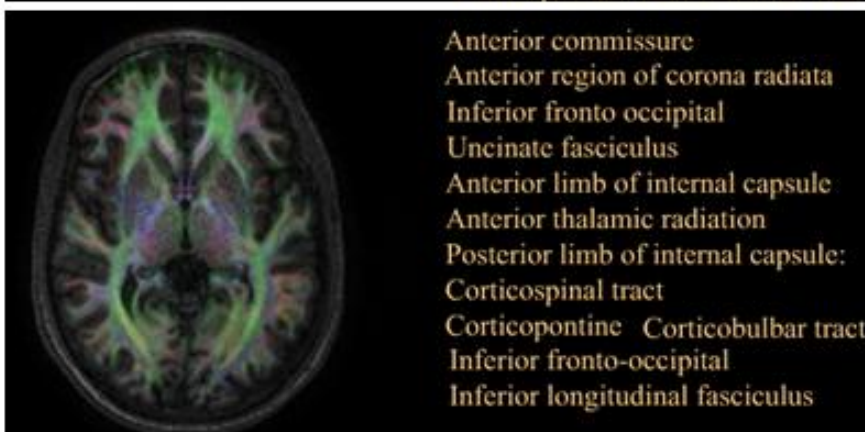 Anterior commissure
Anterior region of corona radiata
Inferior fronto occipital
Uncinate fasciculus
Anterior limb of internal capsule
Anterior thalamic radiation
Posterior limb of internal capsule:
Corticospinal tract
Corticopontine Corticobulbar tract
Inferior fronto-occipital
Inferior longitudinal fasciculus